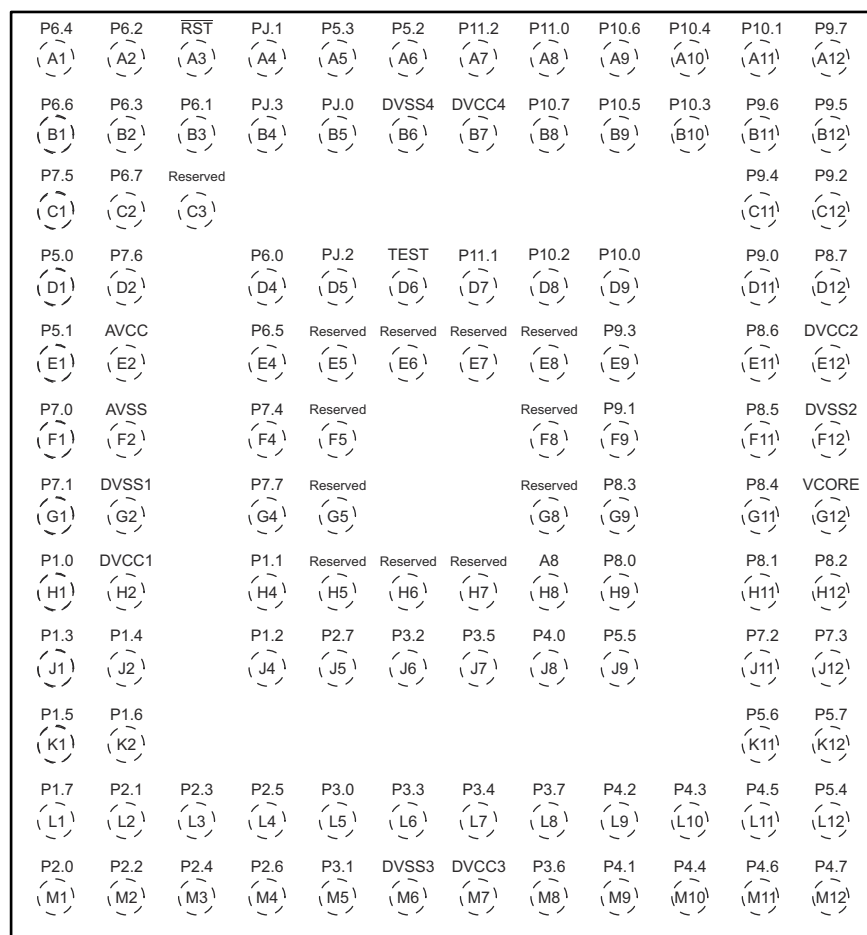 P6.4 P6.2 RST PJ.1 P5.3 P5.2 P11.2 P11.0 P10.6 P10.4 P10.1 P9.7
A1 A2 A3 A4 A5 A6 A7 A8 A9 A10 A11 A12
P6.6 P6.3 P6.1 PJ.3 PJ.0 DVSS4 DVCC4 P10.7 P10.5 P10.3 P9.6 P9.5
B1 B2 B3 B4 B5 B6 B7 B8 B9 B10 B11 B12
P7.5 P6.7 Reserved P9.4 P9.2
C1 C2 C3 C11 C12
P5.0 P7.6 P6.0 PJ.2 TEST P11.1 P10.2 P10.0 P9.0 P8.7
D1 D2 D4 D5 D6 D7 D8 D9 D11 D12
P5.1 AVCC P6.5 Reserved Reserved Reserved Reserved P9.3 P8.6 DVCC2
E1 E2 E4 E5 E6 E7 E8 E9 E11 E12
P7.0 AVSS P7.4 Reserved Reserved P9.1 P8.5 DVSS2
F1 F2 F4 F5 F8 F9 F11 F12
P7.1 DVSS1 P7.7 Reserved Reserved P8.3 P8.4 VCORE
G1 G2 G4 G5 G8 G9 G11 G12
P1.0 DVCC1 P1.1 Reserved Reserved Reserved A8 P8.0 P8.1 P8.2
H1 H2 H4 H5 H6 H7 H8 H9 H11 H12
P1.3 P1.4 P1.2 P2.7 P3.2 P3.5 P4.0 P5.5 P7.2 P7.3
J1 J2 J4 J5 J6 J7 J8 J9 J11 J12
P1.5 P1.6 P5.6 P5.7
K1 K2 K11 K12
P1.7 P2.1 P2.3 P2.5 P3.0 P3.3 P3.4 P3.7 P4.2 P4.3 P4.5 P5.4
L1 L2 L3 L4 L5 L6 L7 L8 L9 L10 L11 L12
P2.0 P2.2 P2.4 P2.6 P3.1 DVSS3 DVCC3 P3.6 P4.1 P4.4 P4.6 P4.7
M1 M2 M3 M4 M5 M6 M7 M8 M9 M10 M11 M12